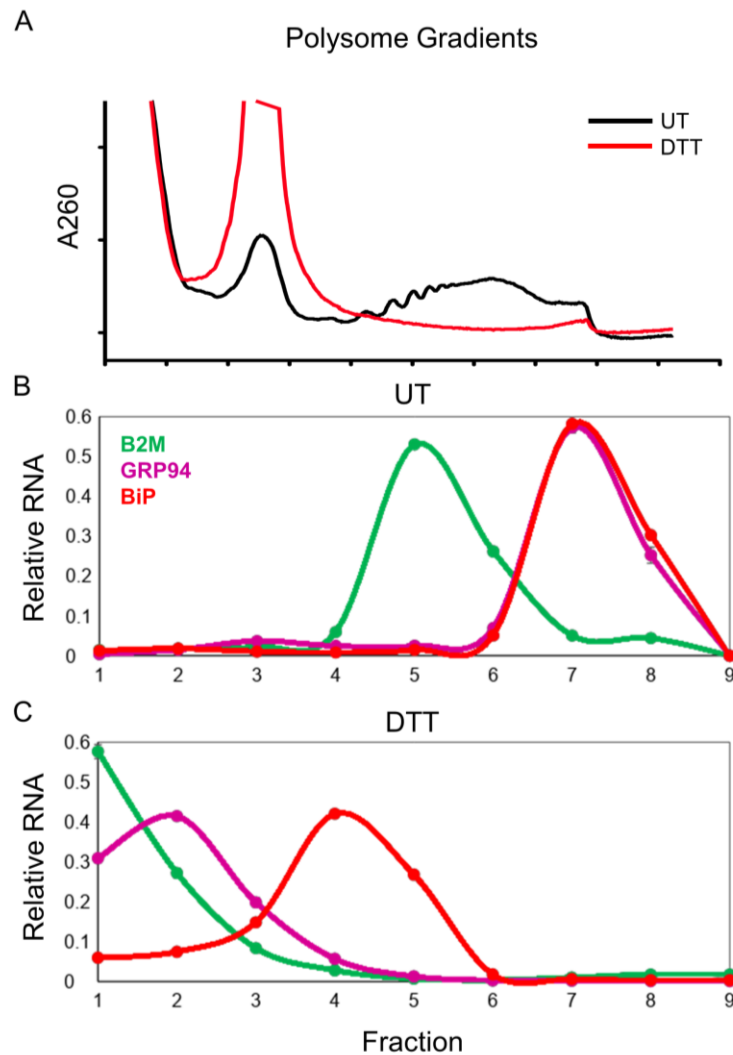 A
Polysome Gradients
UT
DTT
A260
B
UT
0.6
0.5
0.4
0.3
0.2
0.1
0
B2M
GRP94
BiP
Relative RNA
1 2 3 4 5 6 7 8 9
C
DTT
0.6
0.5
0.4
0.3
0.2
0.1
0
Relative RNA
1 2 3 4 5 6 7 8 9
Fraction